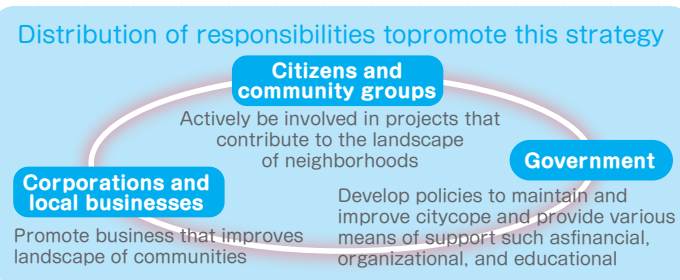 Distribution of responsibilities topromote this strategy
Citizens and
community groups
Actively be involved in projects that
contribute to the landscape
of neighborhoods
Government
Develop policies to maintain and
improve citycope and provide various
means of support such asfinancial,
organizational, and educational
Corporations and
local businesses
Promote business that improves
landscape of communities